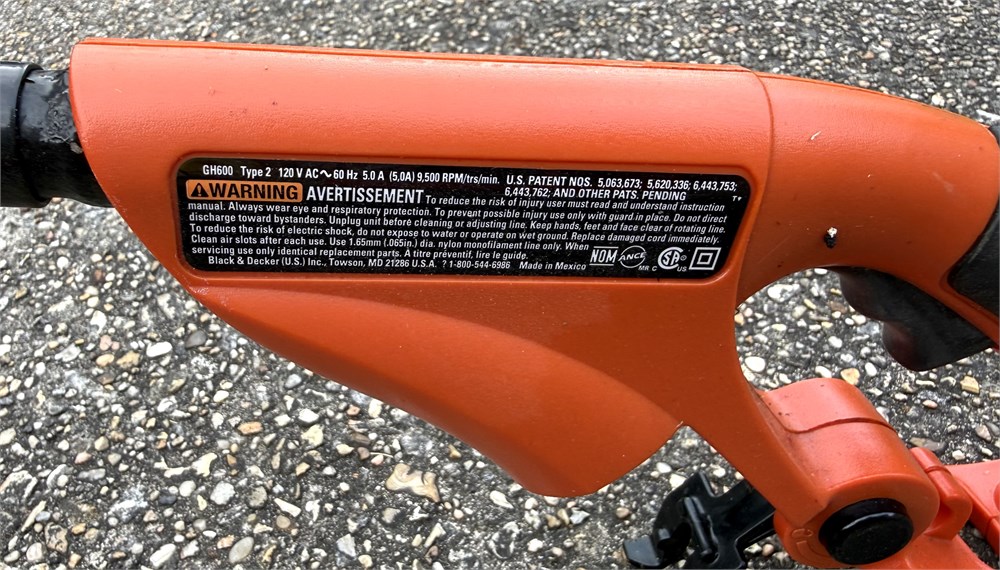 GH600 Type 2 120 V AC ~ 60 Hz 5.0 A (5,0A) 9,500 RPM/trs/min. U.S. PATENT NOS. 5,063,673; 5,620,336; 6,443,753;
6,443,762; AND OTHER PATS. PENDING
WARNING AVERTISSEMENT To reduce the risk of injury user must read and understand instruction
manual. Always wear eye and respiratory protection. To prevent possible injury use only with guard in place. Do not direct
discharge toward bystanders. Unplug unit before cleaning or adjusting line. Keep hands, feet and face clear of rotating line.
To reduce the risk of electric shock, do not expose to water or operate on wet ground. Replace damaged cord immediately.
Clean air slots after each use. Use 1.65mm (.065in.) dia. nylon monofilament line only. When
servicing use only identical replacement parts. A titre préventif, lire le guide.
Black & Decker (U.S.) Inc., Towson, MD 21286 U.S.A. ? 1-800-544-6986 Made in Mexico
NOM ANCE MR C SA US